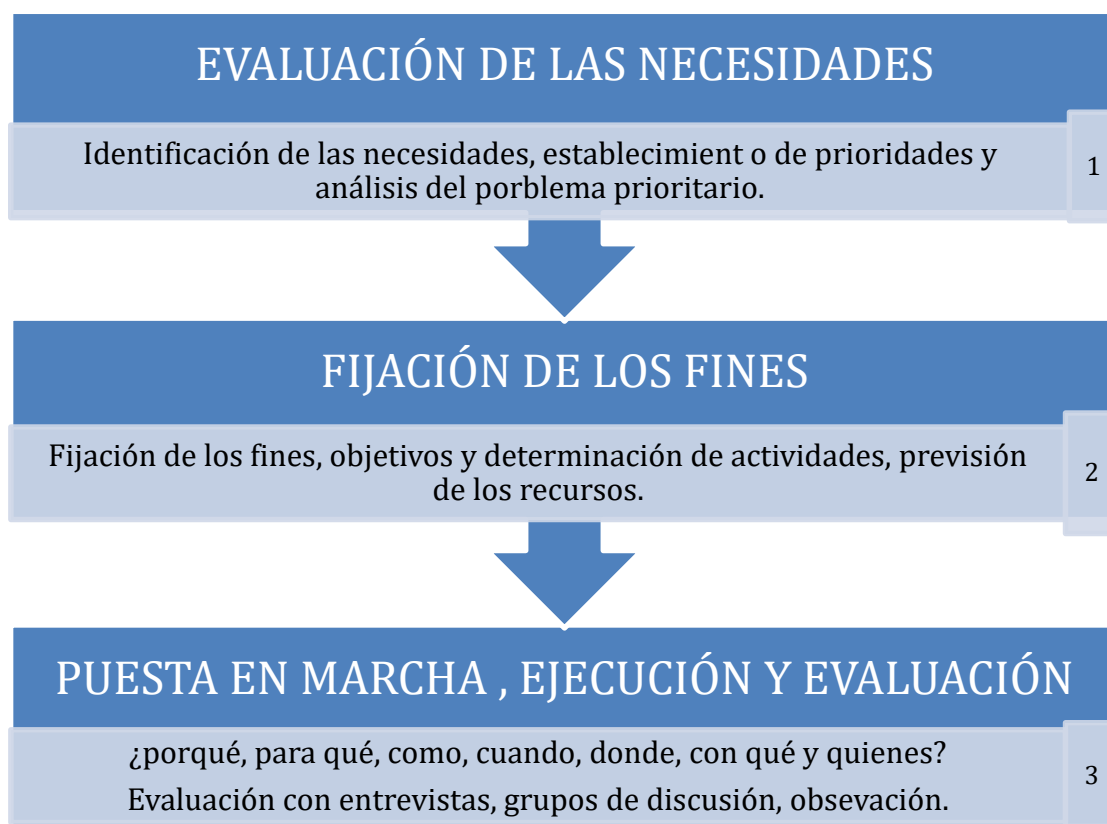 EVALUACIÓN DE LAS NECESIDADES
Identificación de las necesidades, establecimient o de prioridades y
análisis del porblema prioritario.
1
FIJACIÓN DE LOS FINES
Fijación de los fines, objetivos y determinación de actividades, previsión
de los recursos.
2
PUESTA EN MARCHA , EJECUCIÓN Y EVALUACIÓN
¿porqué, para qué, como, cuando, donde, con qué y quienes?
Evaluación con entrevistas, grupos de discusión, obsevación.
3